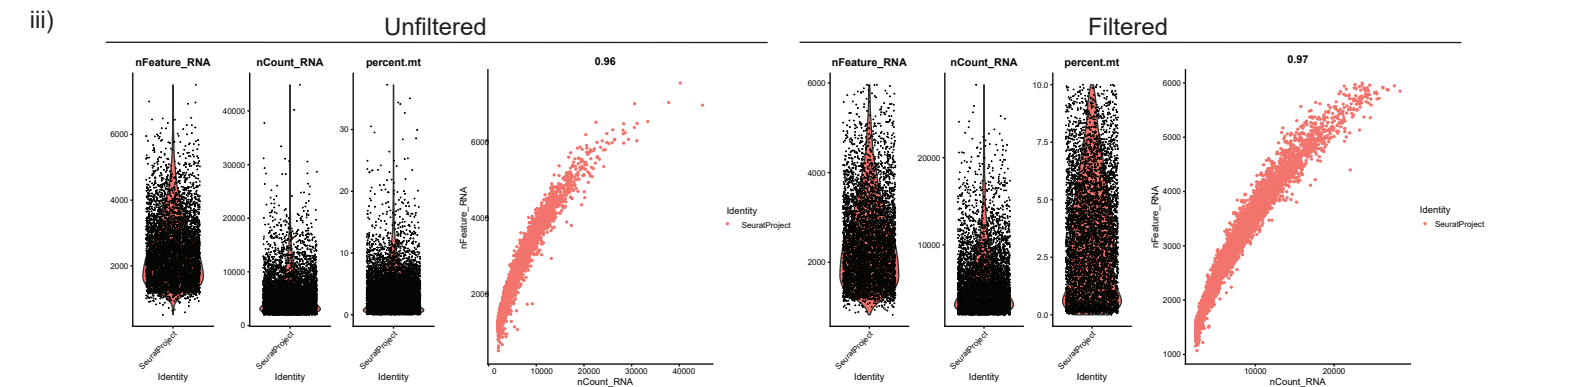 iii)
Unfiltered
Filtered
nFeature_RNA
nCount_RNA
percent.mt
0.96
nFeature_RNA
nCount_RNA
percent.mt
0.97
6000
4000
2000
SeuratProject
Identity
40000
30000
20000
10000
0
SeuratProject
Identity
30
20
10
0
SeuratProject
Identity
nFeature_RNA
6000
4000
2000
0
10000
20000
30000
40000
nCount_RNA
Identity
SeuratProject
6000
4000
2000
SeuratProject
Identity
20000
10000
SeuratProject
Identity
10.0
7.5
5.0
2.5
0.0
SeuratProject
Identity
nFeature_RNA
6000
5000
4000
3000
2000
1000
10000
20000
nCount_RNA
Identity
SeuratProject